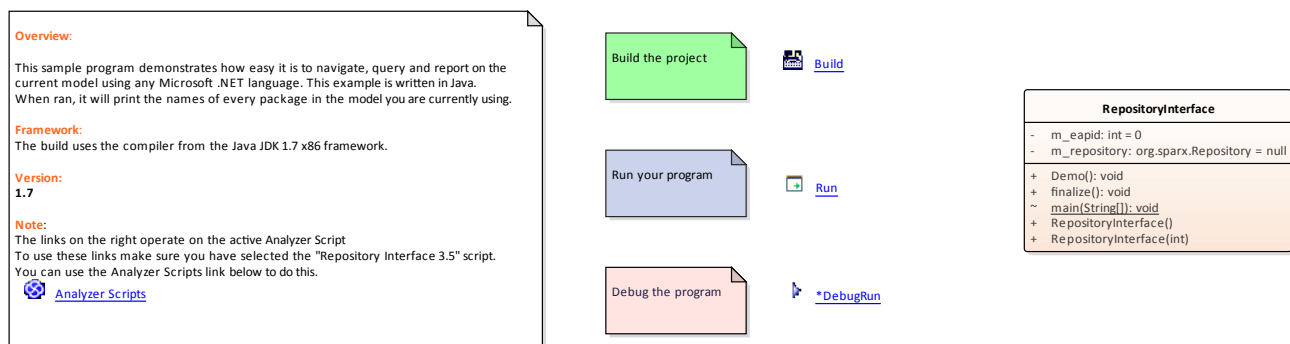 Overview:
This sample program demonstrates how easy it is to navigate, query and report on the
current model using any Microsoft .NET language. This example is written in Java.
When ran, it will print the names of every package in the model you are currently using.
Framework:
The build uses the compiler from the Java JDK 1.7 x86 framework.
Version:
1.7
Note:
The links on the right operate on the active Analyzer Script
To use these links make sure you have selected the "Repository Interface 3.5" script.
You can use the Analyzer Scripts link below to do this.
Analyzer Scripts
Build the project
Build
Run your program
Run
Debug the program
*DebugRun
RepositoryInterface
- m_eapid: int = 0
- m_repository: org.sparx.Repository = null
+ Demo(): void
+ finalize(): void
~ main(String[]): void
+ RepositoryInterface()
+ RepositoryInterface(int)